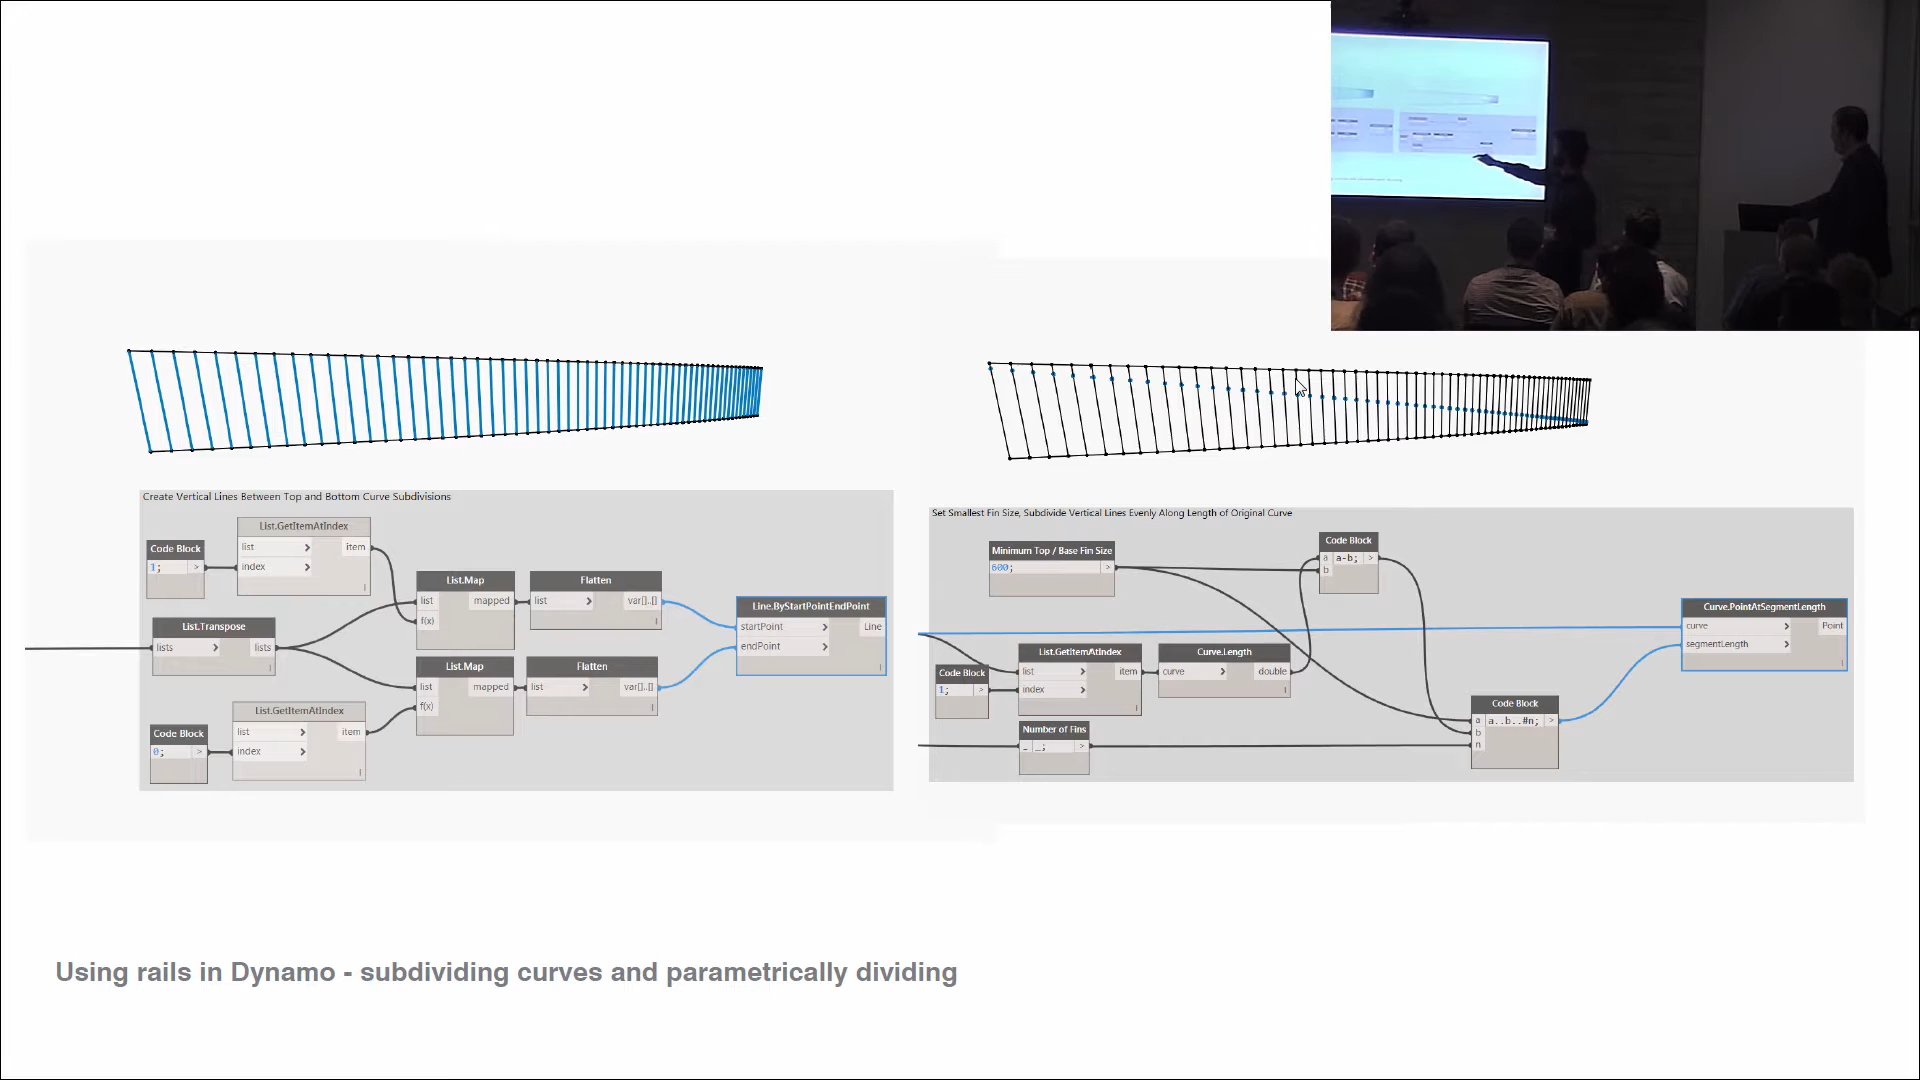 Create Vertical Lines Between Top and Bottom Curve Subdivisions
List.GetItemAtIndex
list > item
index >
Code Block
1; >
List.Map
list mapped
f(x)
Flatten
list > var[]..[]
List.Transpose
lists > lists
Line.ByStartPointEndPoint
startPoint > Line
endPoint >
List.Map
list mapped
f(x)
Flatten
list > var[]..[]
List.GetItemAtIndex
list > item
index >
Code Block
0; >
Set Smallest Fin Size, Subdivide Vertical Lines Evenly Along Length of Original Curve
Minimum Top / Base Fin Size
600; >
Code Block
a a-b; >
b
Curve.PointAtSegmentLength
curve > Point
segmentLength >
List.GetItemAtIndex
list > item
index >
Curve.Length
curve > double
Code Block
1; >
Number of Fins
_ _; >
Code Block
a a..b..#n; >
b
n
Using rails in Dynamo - subdividing curves and parametrically dividing